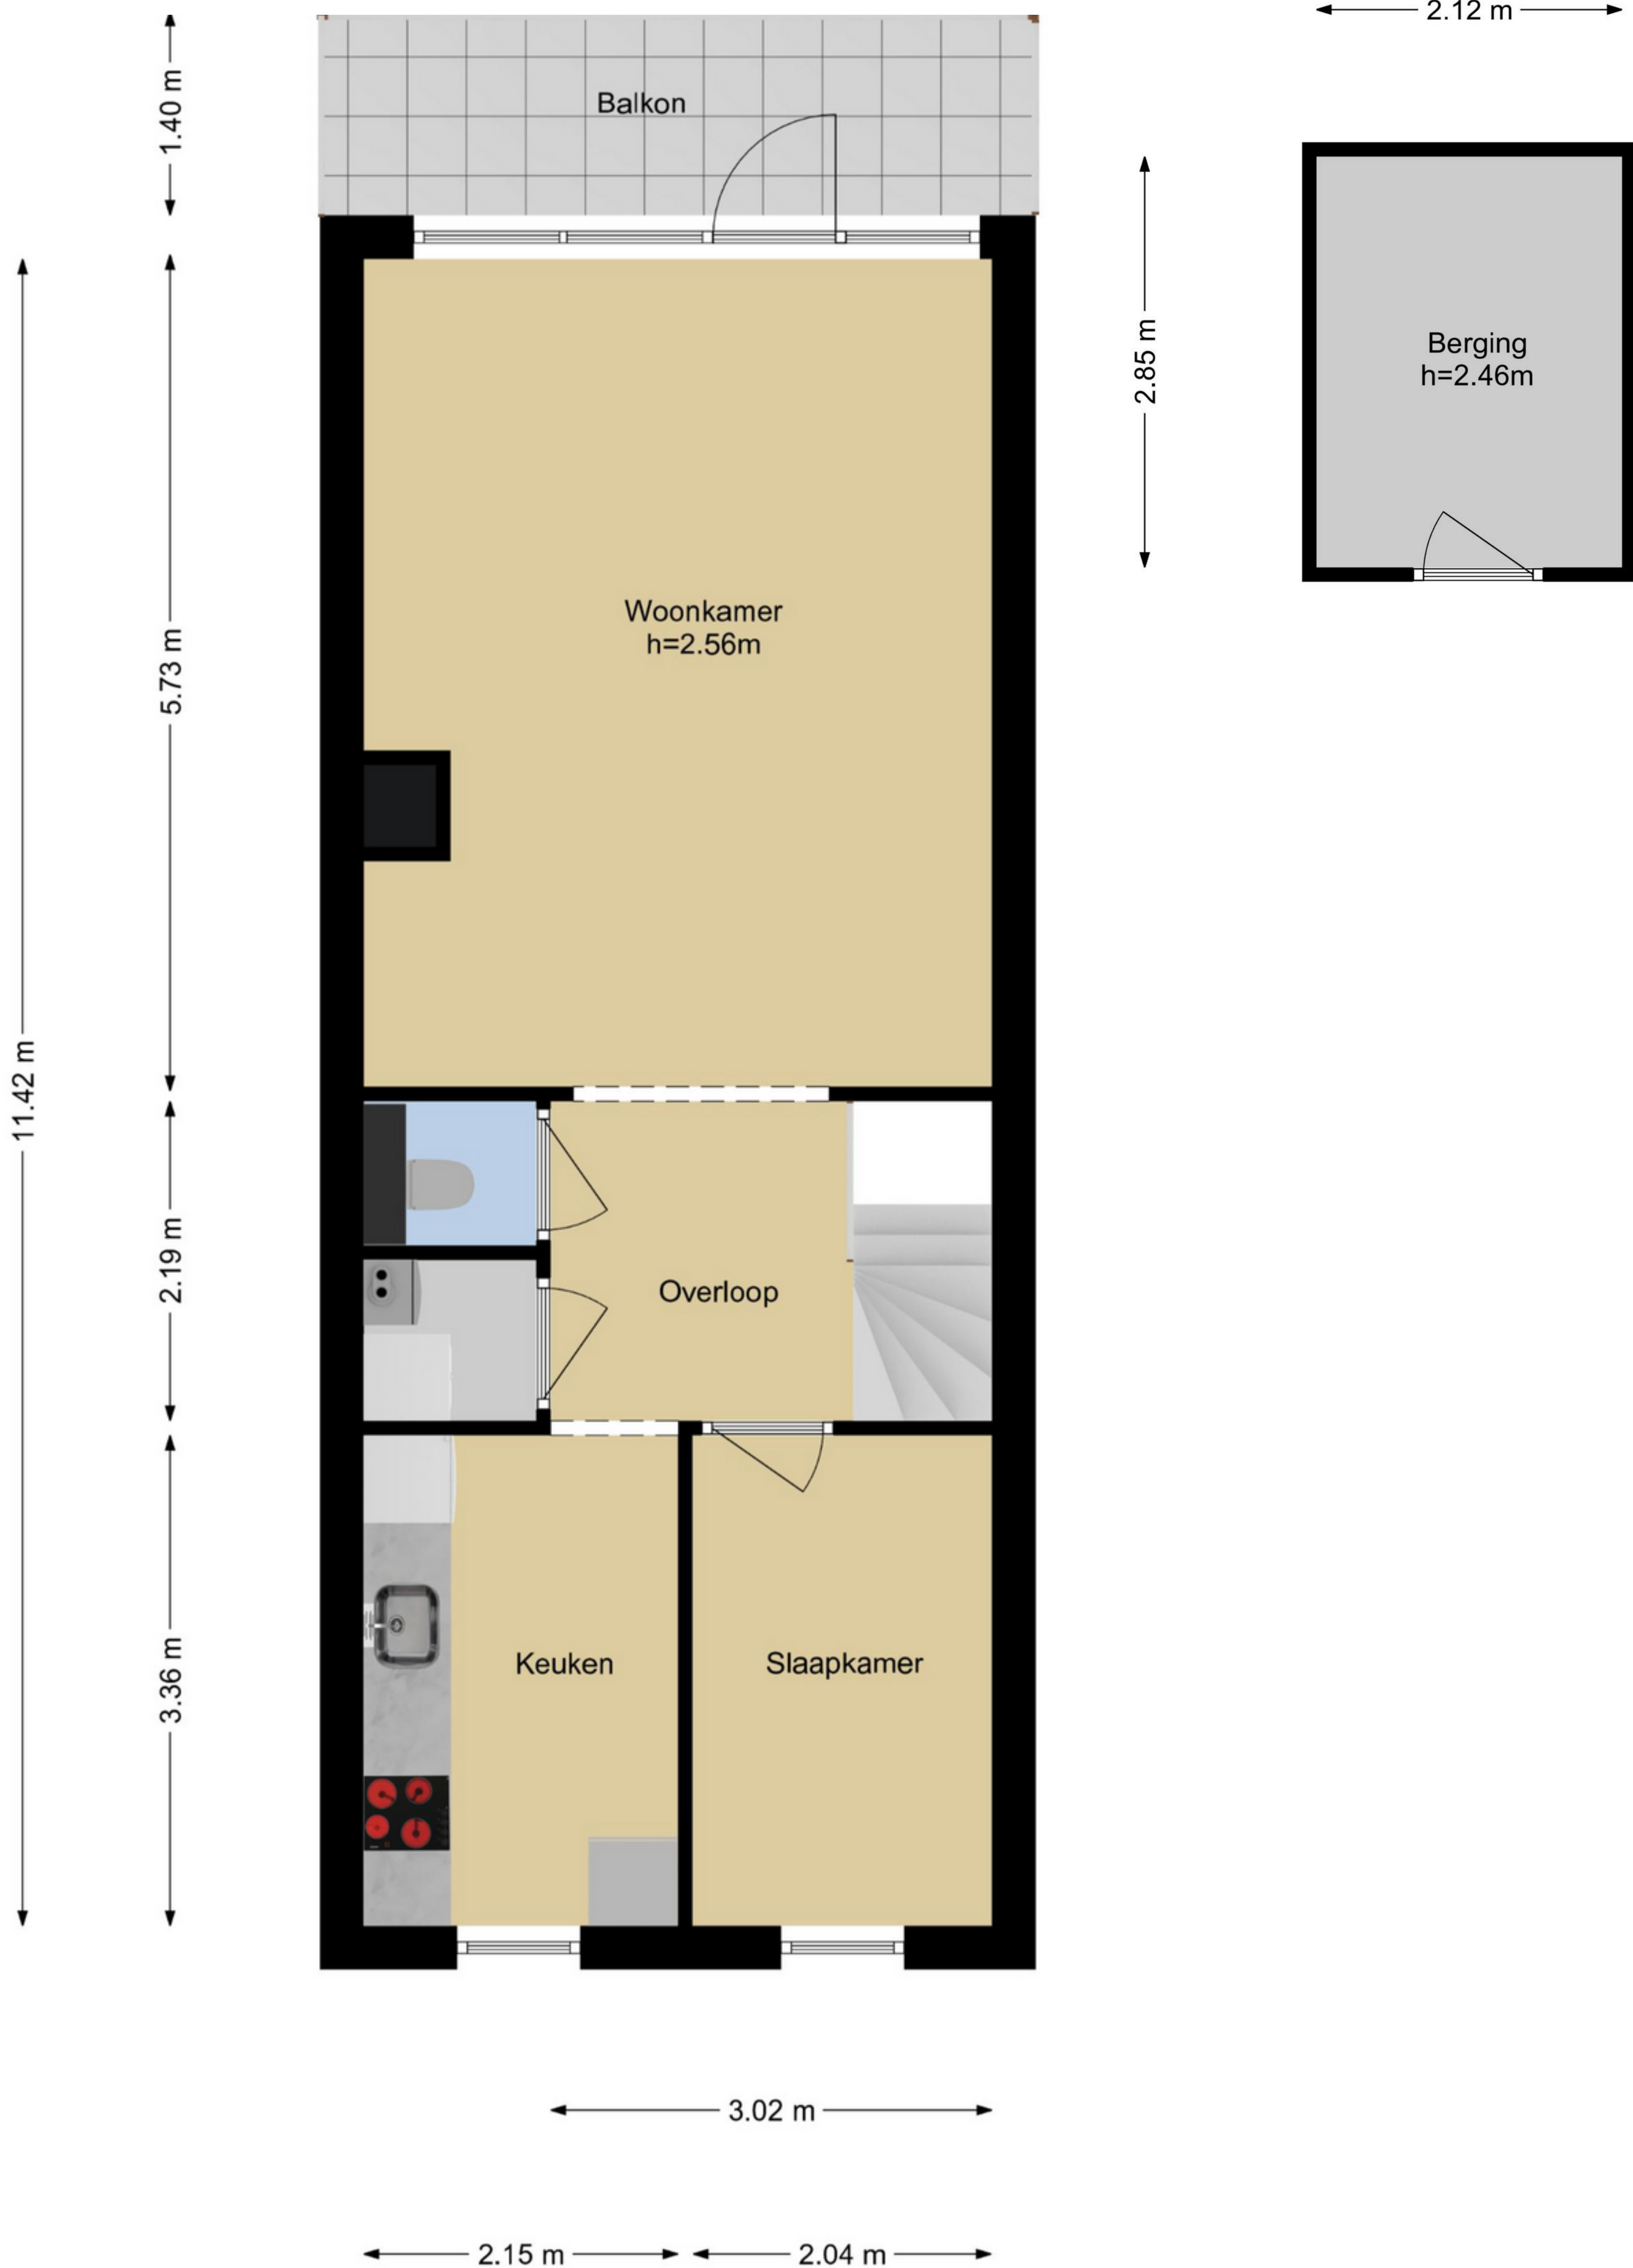 2.12 m
1.40 m
Balkon
2.85 m
Berging
h=2.46m
5.73 m
Woonkamer
h=2.56m
11.42 m
2.19 m
Overloop
3.36 m
Keuken
Slaapkamer
3.02 m
2.15 m
2.04 m